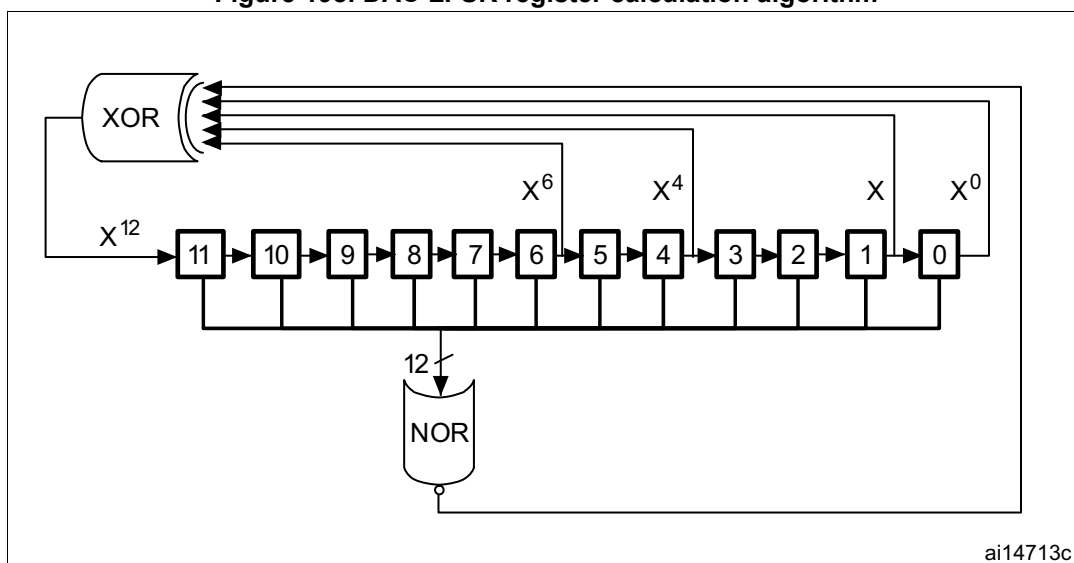 Figure DAC LFSR register calculation algorithm
XOR
X⁶ X⁴ X X⁰
X¹²
11 10 9 8 7 6 5 4 3 2 1 0
12
NOR
ai14713c